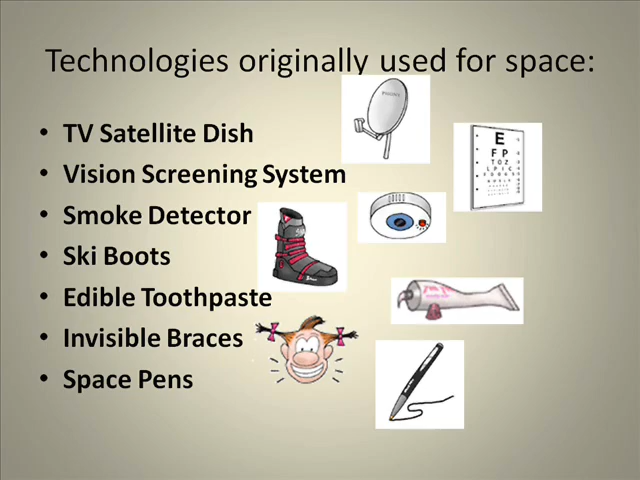 Technologies originally used for space:
• TV Satellite Dish
• Vision Screening System
• Smoke Detector
• Ski Boots
• Edible Toothpaste
• Invisible Braces
• Space Pens
E
F P
T O Z
L P